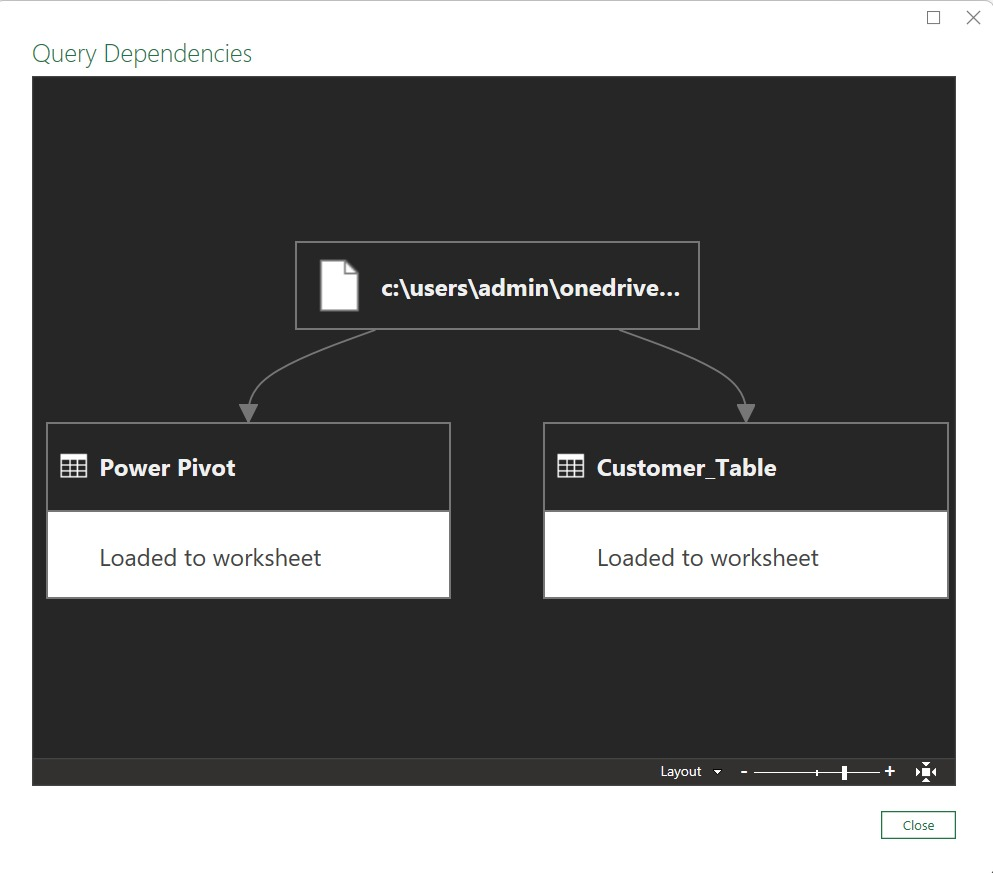 Query Dependencies
c:\users\admin\onedrive...
Power Pivot
Customer_Table
Loaded to worksheet
Loaded to worksheet
Layout
- +
Close